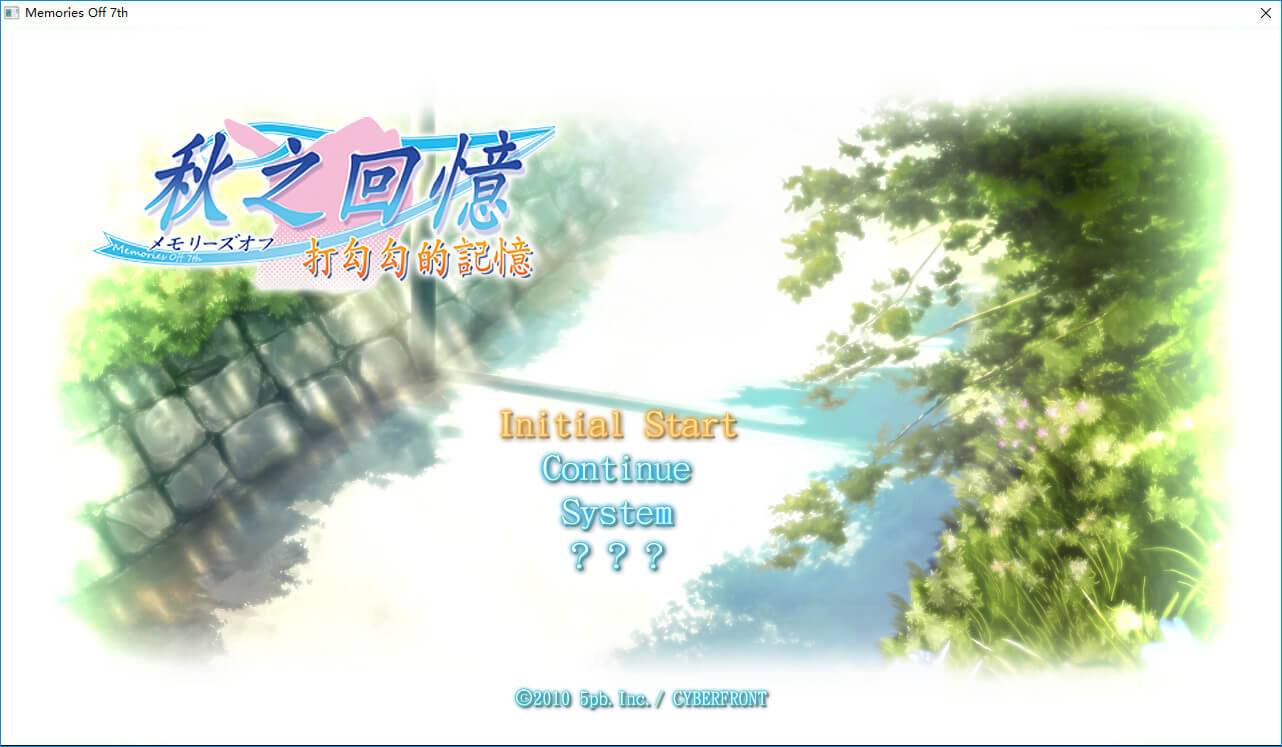 Memories Off 7th
秋之回憶
メモリーズオフ
Memories Off 7th
打勾勾的記憶
Initial Start
Continue
System
？？？
©2010 5pb.Inc./ CYBERFRONT